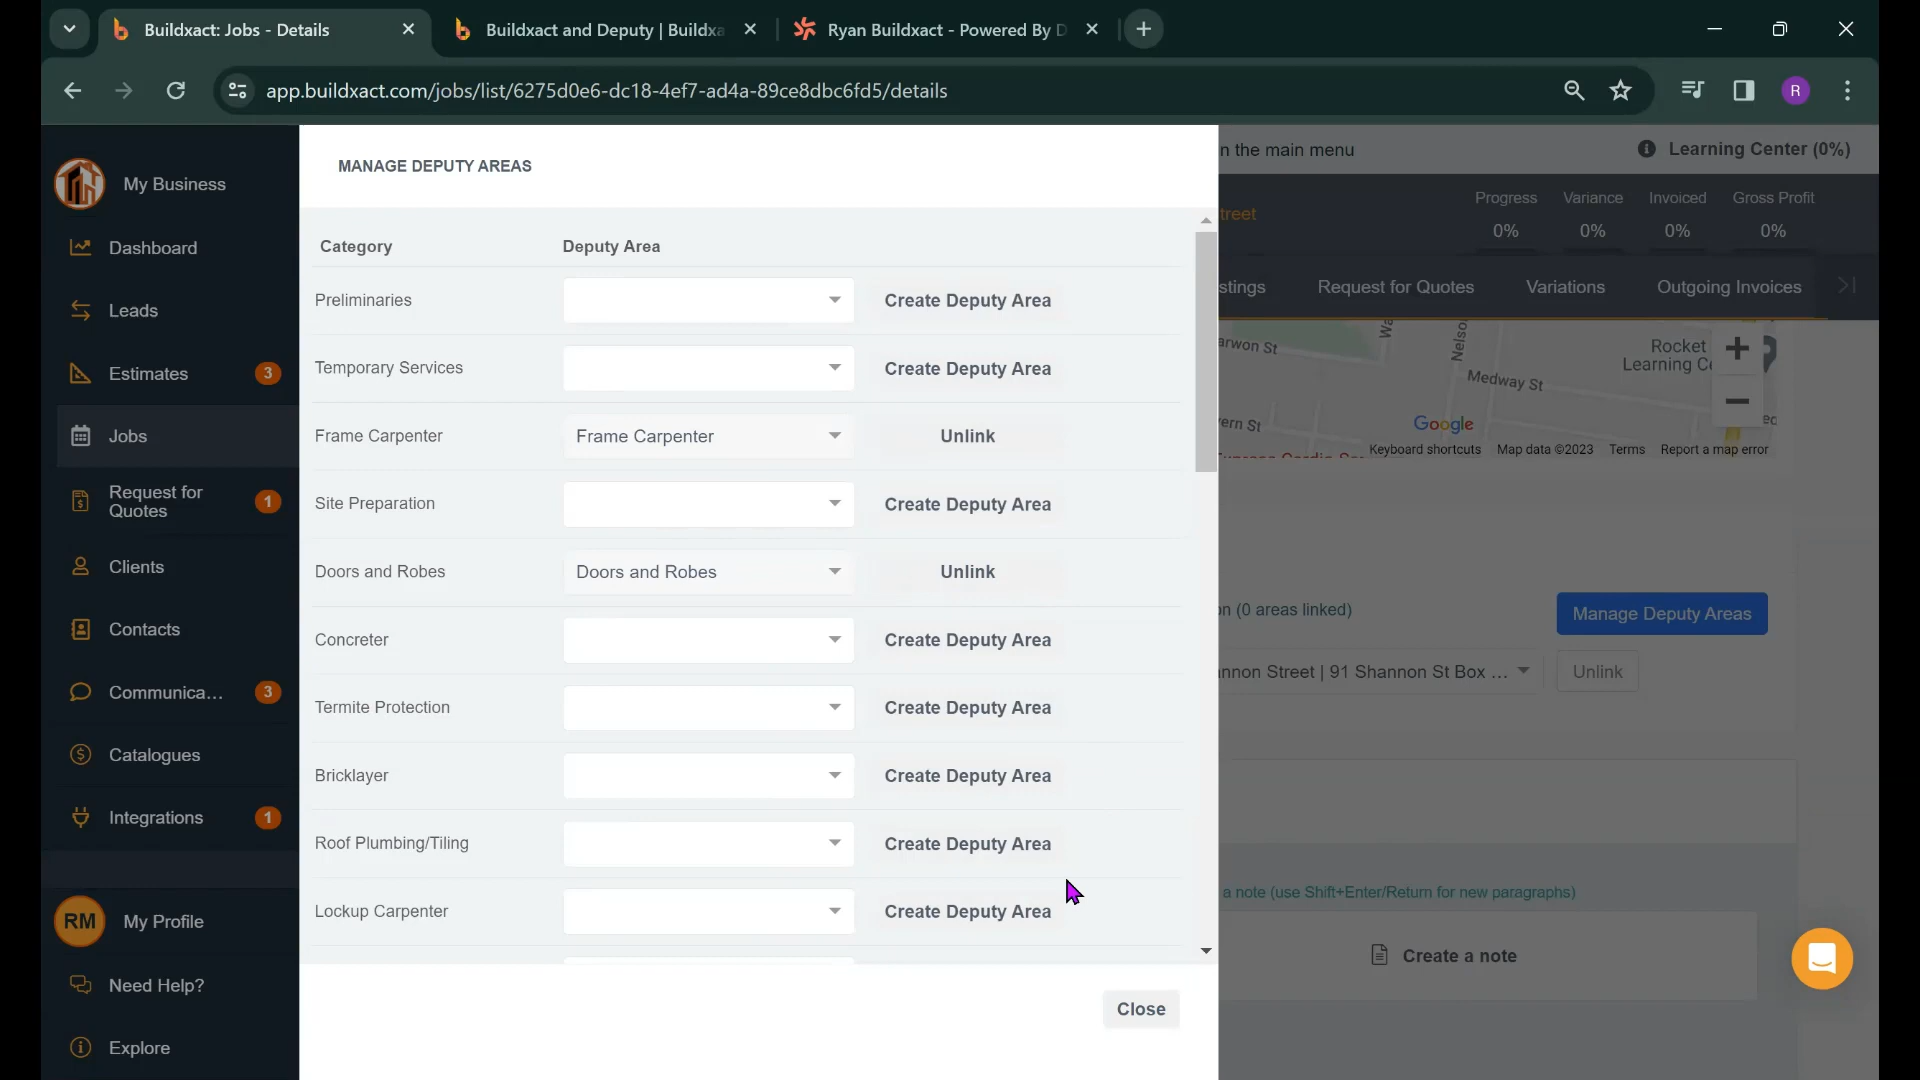 Buildxact: Jobs - Details
Buildxact and Deputy | Buildxa
Ryan Buildxact - Powered By D
app.buildxact.com/jobs/list/6275d0e6-dc18-4ef7-ad4a-89ce8dbc6fd5/details
R
My Business
Dashboard
Leads
Estimates 3
Jobs
Request for
Quotes 1
Clients
Contacts
Communica... 3
Catalogues
Integrations 1
RM My Profile
Need Help?
Explore
MANAGE DEPUTY AREAS
Category Deputy Area
Preliminaries Create Deputy Area
Temporary Services Create Deputy Area
Frame Carpenter Frame Carpenter Unlink
Site Preparation Create Deputy Area
Doors and Robes Doors and Robes Unlink
Concreter Create Deputy Area
Termite Protection Create Deputy Area
Bricklayer Create Deputy Area
Roof Plumbing/Tiling Create Deputy Area
Lockup Carpenter Create Deputy Area
Close
n the main menu
Learning Center (0%)
treet
Progress Variance Invoiced Gross Profit
0% 0% 0% 0%
stings Request for Quotes Variations Outgoing Invoices
arwon St
Wa
Nelso
Medway St
Rocket
Learning Ce
ern St
Google
Keyboard shortcuts Map data ©2023 Terms Report a map error
on (0 areas linked)
Manage Deputy Areas
nnon Street | 91 Shannon St Box ... Unlink
a note (use Shift+Enter/Return for new paragraphs)
Create a note